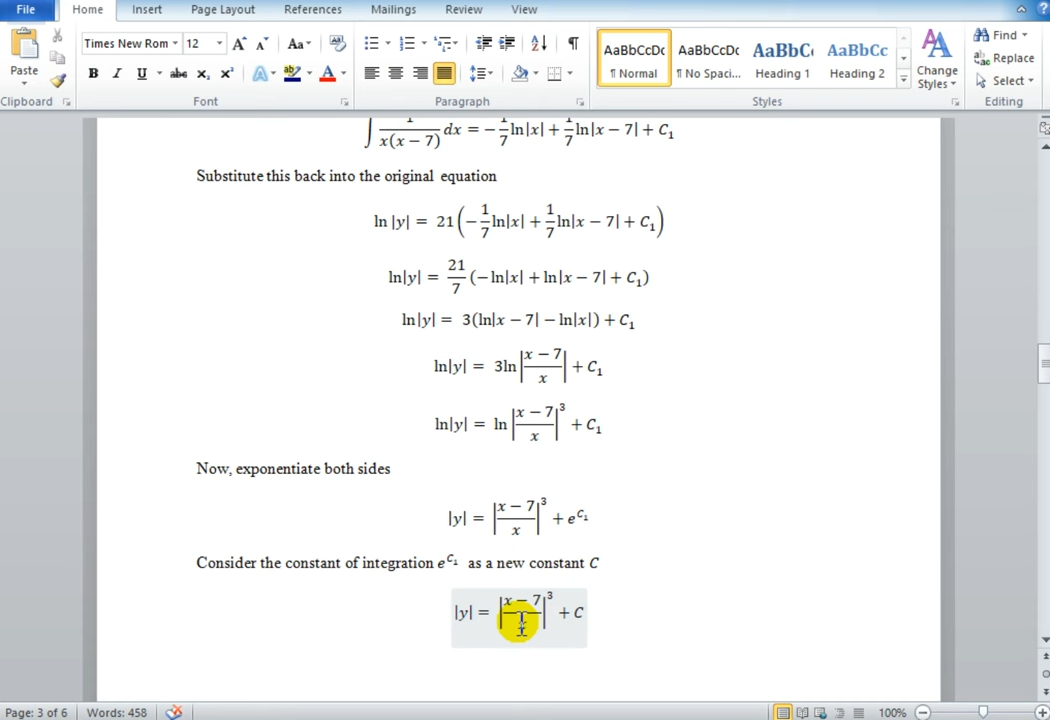 File Home Insert Page Layout References Mailings Review View
Times New Rom 12 Aa AaBbCcDc AaBbCcDc AaBbC AaBbCc Find
Replace
Paste B I U abc x₂ x² A A ¶ Normal ¶ No Spaci... Heading 1 Heading 2 Change Styles Select
Clipboard Font Paragraph Styles Editing
∫ 1/(x(x − 7)) dx = −1/7 ln|x| + 1/7 ln|x − 7| + C₁
Substitute this back into the original equation
ln |y| = 21(−1/7 ln|x| + 1/7 ln|x − 7| + C₁)
ln|y| = 21/7 (−ln|x| + ln|x − 7| + C₁)
ln|y| = 3(ln|x − 7| − ln|x|) + C₁
ln|y| = 3ln|(x − 7)/x| + C₁
ln|y| = ln|(x − 7)/x|³ + C₁
Now, exponentiate both sides
|y| = |(x − 7)/x|³ + e^C₁
Consider the constant of integration e^C₁ as a new constant C
|y| = |(x − 7)/x|³ + C
Page: 3 of 6 Words: 458 100%